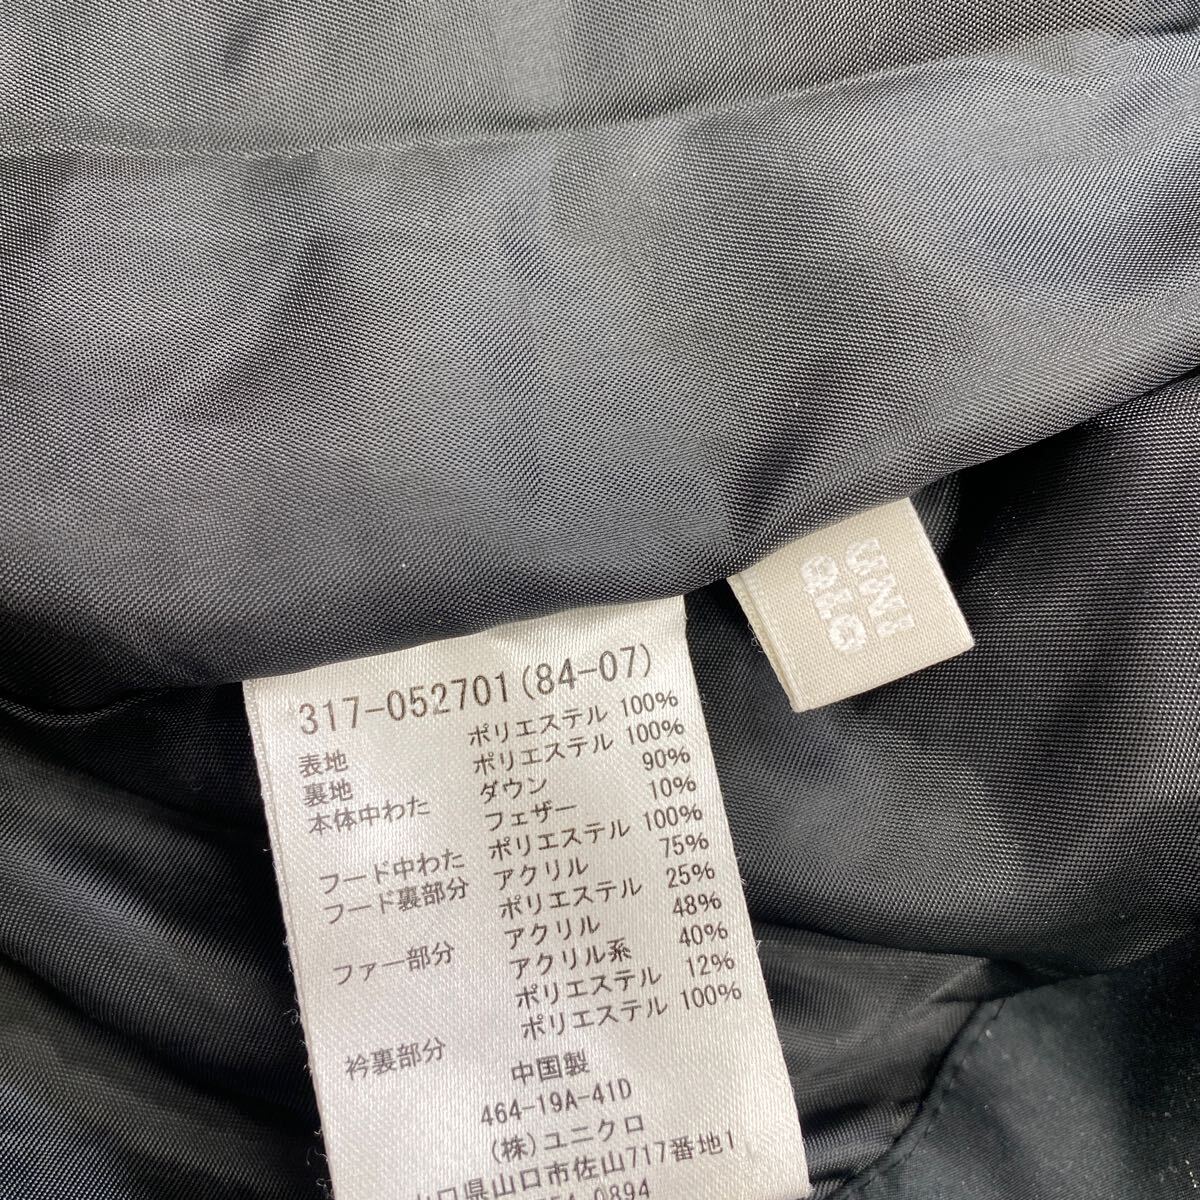 317-052701(84-07)
表地 ポリエステル 100%
裏地 ポリエステル 100%
本体中わた ダウン 90%
フェザー 10%
フード中わた ポリエステル 100%
フード裏部分 アクリル 75%
ポリエステル 25%
ファー部分 アクリル 48%
アクリル系 40%
ポリエステル 12%
衿裏部分 ポリエステル 100%
中国製
464-19A-41D
(株)ユニクロ
山口県山口市佐山717番地1
0894
UNI
QLO